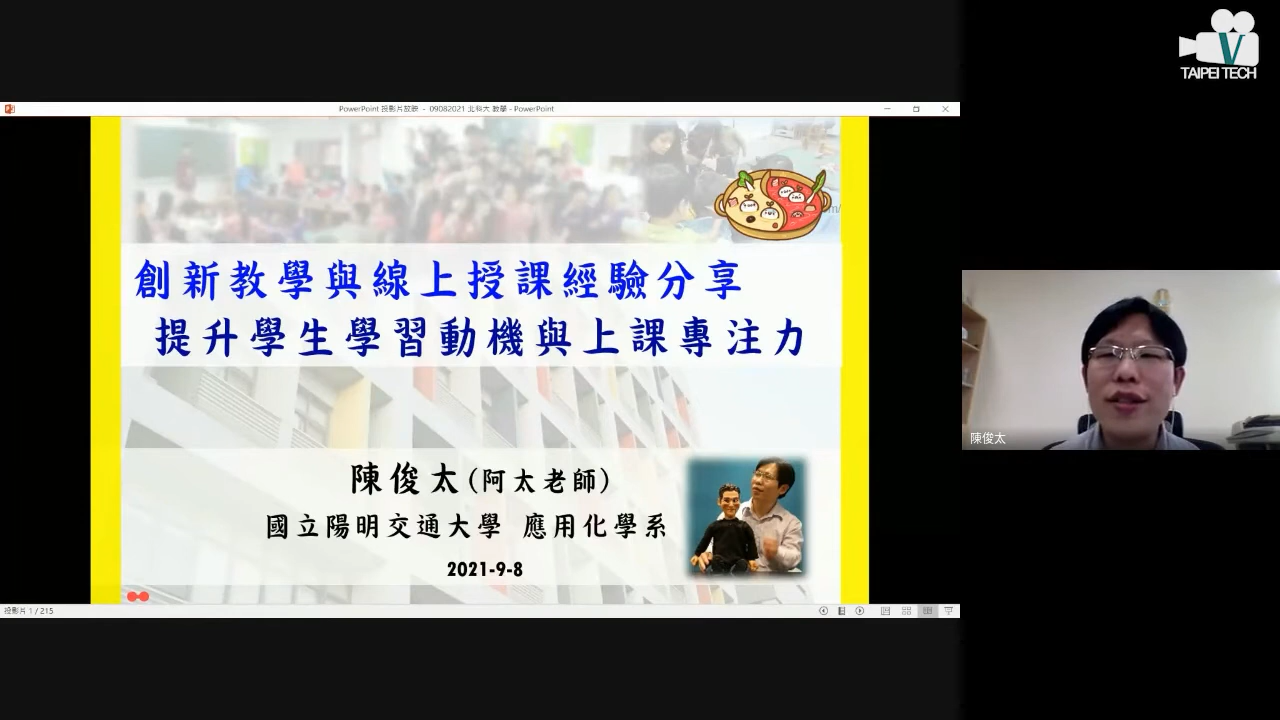 TAIPEI TECH
PowerPoint 投影片放映 - 09082021 北科大 教學 - PowerPoint
創新教學與線上授課經驗分享
提升學生學習動機與上課專注力
陳俊太(阿太老師)
國立陽明交通大學 應用化學系
2021-9-8
陳俊太
投影片 1 / 215